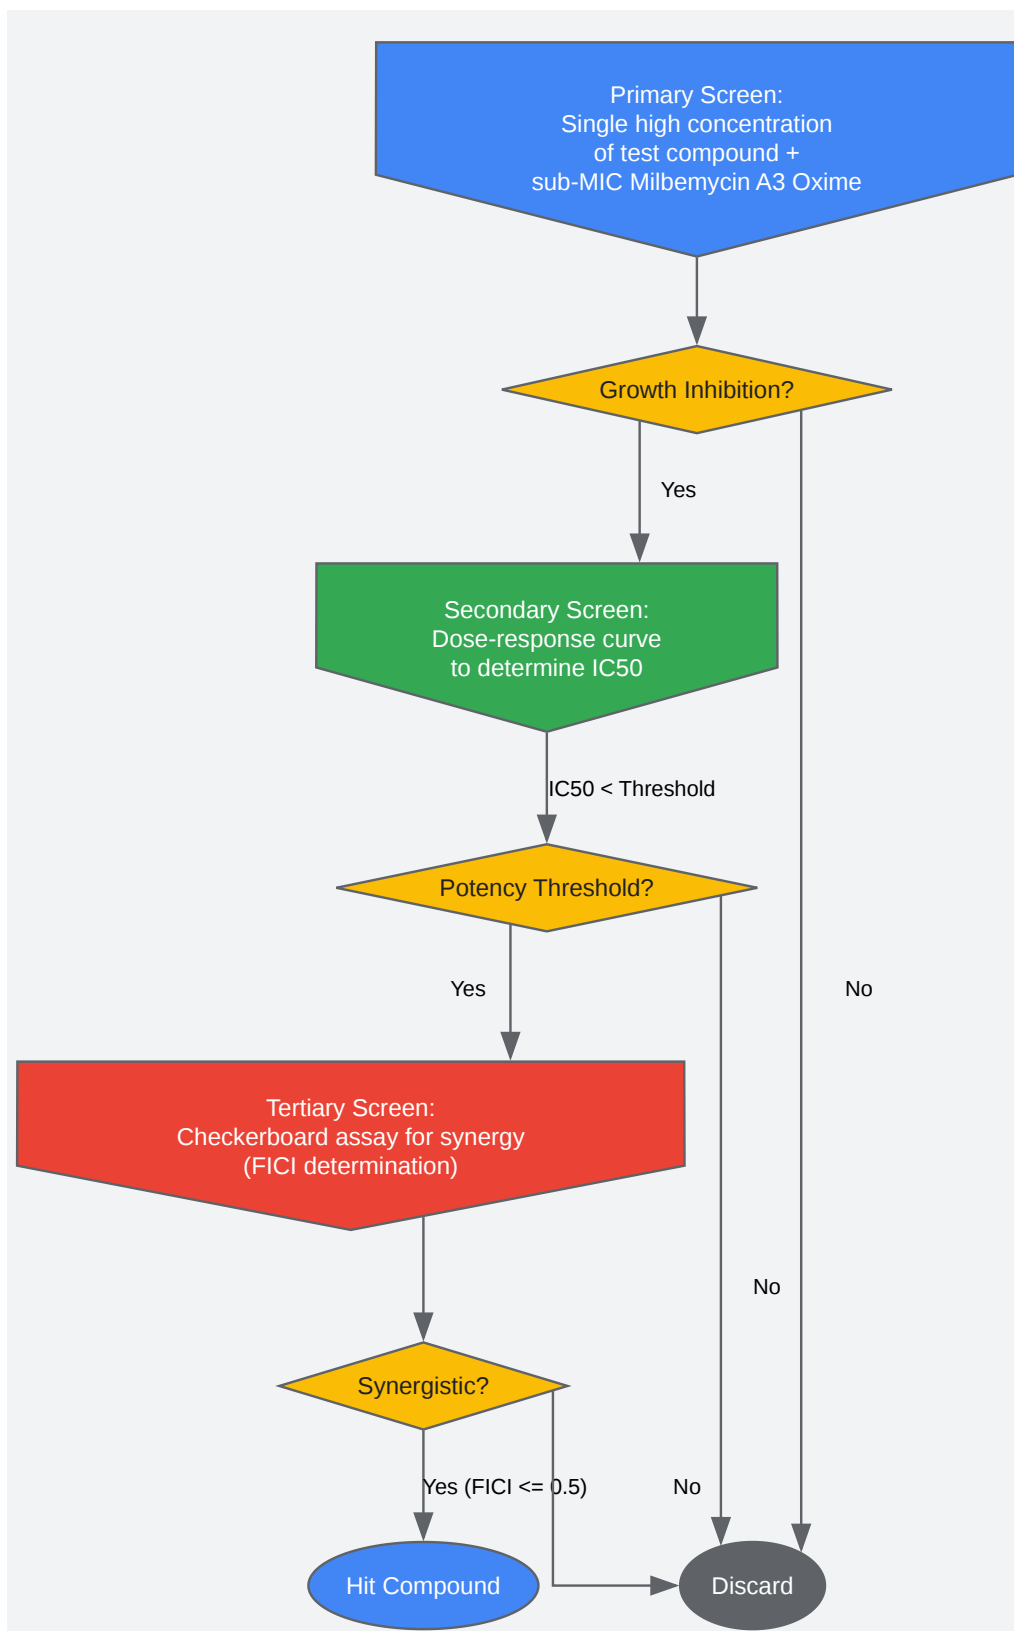 Primary Screen:
Single high concentration
of test compound +
sub-MIC Milbemycin A3 Oxime
Growth Inhibition?
Yes
Secondary Screen:
Dose-response curve
to determine IC50
IC50 < Threshold
Potency Threshold?
Yes
No
Tertiary Screen:
Checkerboard assay for synergy
(FICI determination)
No
Synergistic?
Yes (FICI <= 0.5)
No
Hit Compound
Discard